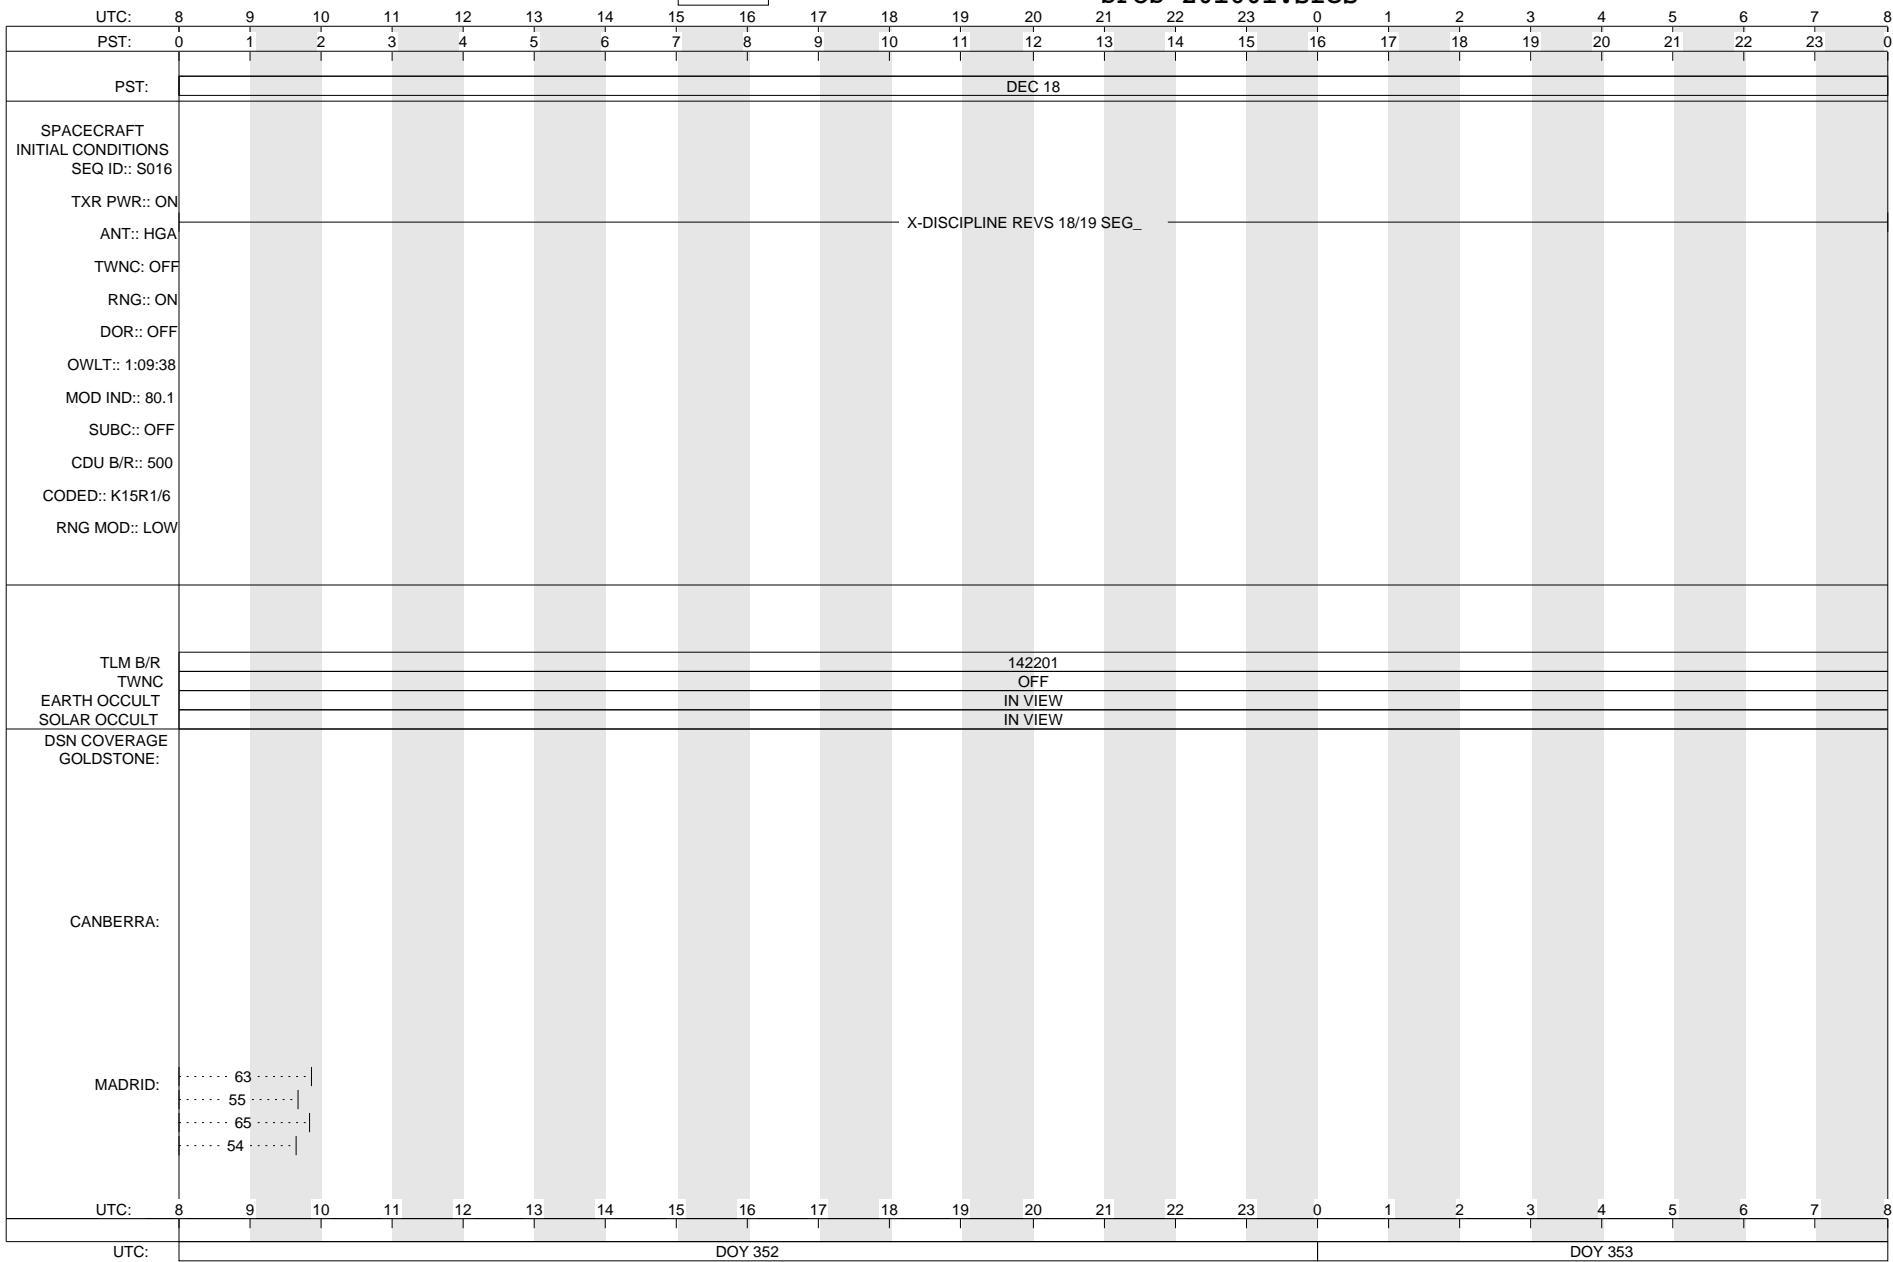 UTC: 8 9 10 11 12 13 14 15 16 17 18 19 20 21 22 23 0 1 2 3 4 5 6 7 8
PST: 0 1 2 3 4 5 6 7 8 9 10 11 12 13 14 15 16 17 18 19 20 21 22 23 0
PST: DEC 18
SPACECRAFT
INITIAL CONDITIONS
SEQ ID:: S016
TXR PWR:: ON
X-DISCIPLINE REVS 18/19 SEG_
ANT:: HGA
TWNC: OFF
RNG:: ON
DOR:: OFF
OWLT:: 1:09:38
MOD IND:: 80.1
SUBC:: OFF
CDU B/R:: 500
CODED:: K15R1/6
RNG MOD:: LOW
TLM B/R 142201
TWNC OFF
EARTH OCCULT IN VIEW
SOLAR OCCULT IN VIEW
DSN COVERAGE
GOLDSTONE:
CANBERRA:
MADRID:
63
55
65
54
UTC: 8 9 10 11 12 13 14 15 16 17 18 19 20 21 22 23 0 1 2 3 4 5 6 7 8
UTC: DOY 352 DOY 353